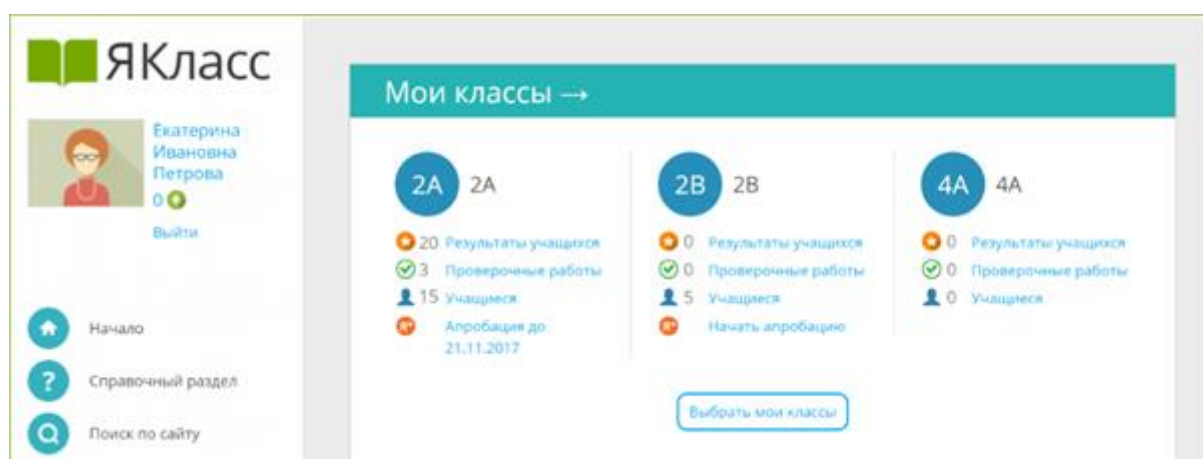 ЯКласс
Екатерина
Ивановна
Петрова
0
Выйти
Начало
Справочный раздел
Поиск по сайту
Мои классы →
2А 2А
20 Результаты учащихся
3 Проверочные работы
15 Учащиеся
Я+ Апробация до
21.11.2017
2В 2В
0 Результаты учащихся
0 Проверочные работы
5 Учащиеся
Я+ Начать апробацию
4А 4А
0 Результаты учащихся
0 Проверочные работы
0 Учащиеся
Выбрать мои классы